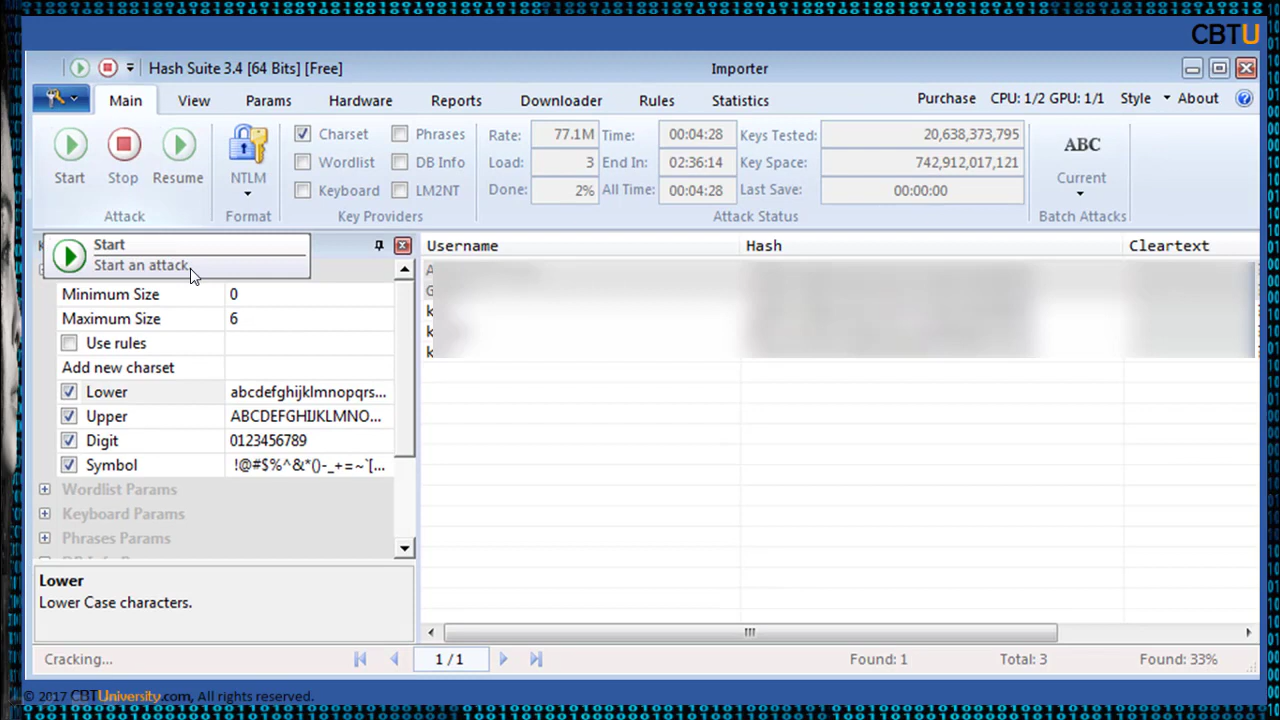 CBTU
Hash Suite 3.4 [64 Bits] [Free]
Importer
Main View Params Hardware Reports Downloader Rules Statistics Purchase CPU: 1/2 GPU: 1/1 Style About
Start Stop Resume
Attack
NTLM
Format
Charset Phrases
Wordlist DB Info
Keyboard LM2NT
Key Providers
Rate: 77.1M Time: 00:04:28 Keys Tested: 20,638,373,795
Load: 3 End In: 02:36:14 Key Space: 742,912,017,121
Done: 2% All Time: 00:04:28 Last Save: 00:00:00
Attack Status
ABC
Current
Batch Attacks
Start
Start an attack
Minimum Size 0
Maximum Size 6
Use rules
Add new charset
Lower abcdefghijklmnopqrs...
Upper ABCDEFGHIJKLMNO...
Digit 0123456789
Symbol !@#$%^&*()-_+=~`[...
Wordlist Params
Keyboard Params
Phrases Params
Lower
Lower Case characters.
Username Hash Cleartext
Cracking...
1 / 1
Found: 1
Total: 3
Found: 33%
© 2017 CBTUniversity.com, All rights reserved.